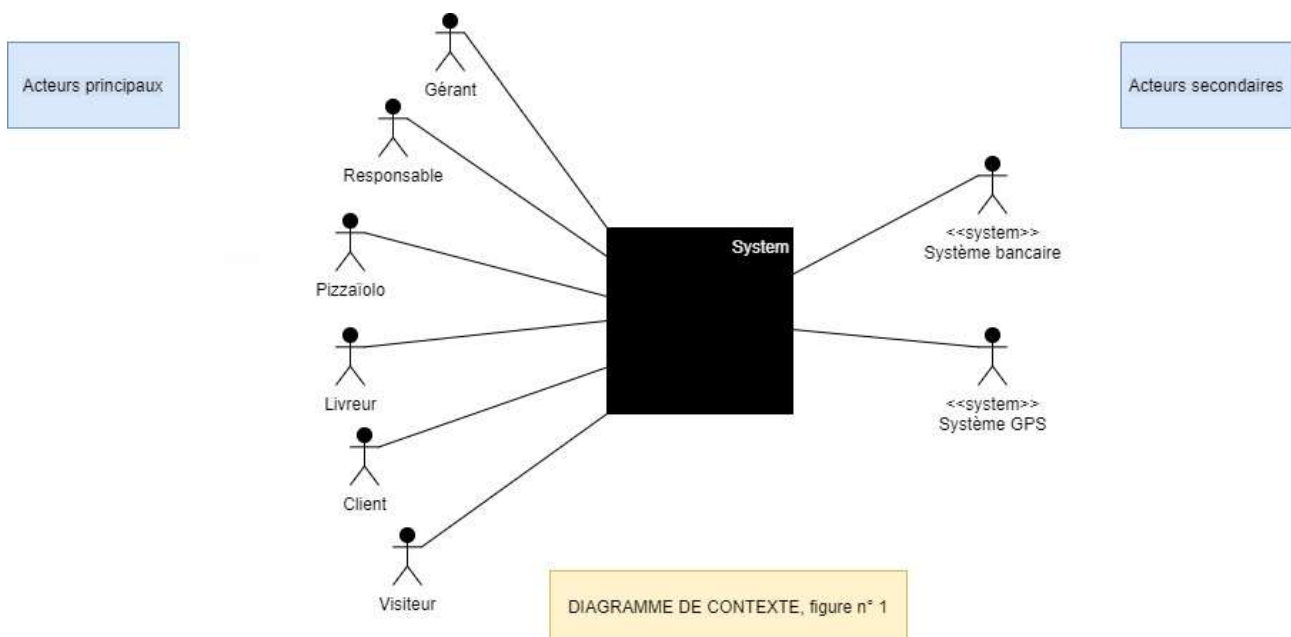 Acteurs principaux
Acteurs secondaires
Gérant
Responsable
Pizzaïolo
Livreur
Client
Visiteur
System
<<system>>
Système bancaire
<<system>>
Système GPS
DIAGRAMME DE CONTEXTE, figure n° 1